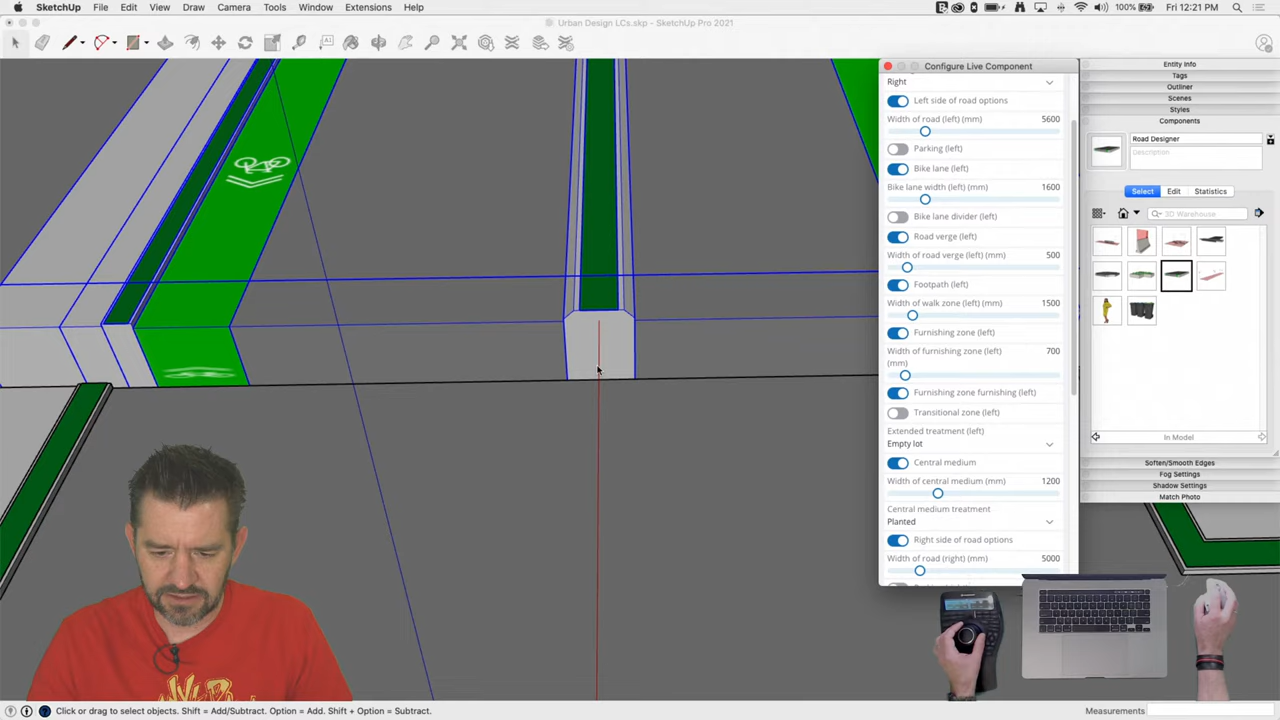 SketchUp File Edit View Draw Camera Tools Window Extensions Help 100% Fri 12:21 PM
Urban Design LCs.skp - SketchUp Pro 2021
Configure Live Component
Right
Left side of road options
Width of road (left) (mm) 5600
Parking (left)
Bike lane (left)
Bike lane width (left) (mm) 1600
Bike lane divider (left)
Road verge (left)
Width of road verge (left) (mm) 500
Footpath (left)
Width of walk zone (left) (mm) 1500
Furnishing zone (left)
Width of furnishing zone (left) 700
(mm)
Furnishing zone furnishing (left)
Transitional zone (left)
Extended treatment (left)
Empty lot
Central medium
Width of central medium (mm) 1200
Central medium treatment
Planted
Right side of road options
Width of road (right) (mm) 5000
Entity Info
Tags
Outliner
Scenes
Styles
Components
Road Designer
Description
Select Edit Statistics
3D Warehouse
In Model
Soften/Smooth Edges
Fog Settings
Shadow Settings
Match Photo
Click or drag to select objects. Shift = Add/Subtract. Option = Add. Shift + Option = Subtract.
Measurements